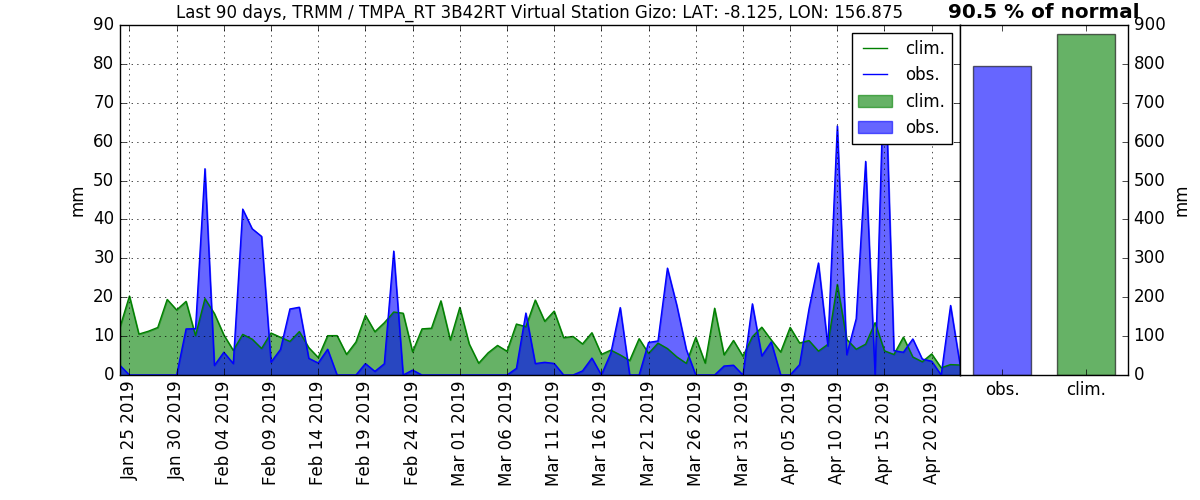 Last 90 days, TRMM / TMPA_RT 3B42RT Virtual Station Gizo: LAT: -8.125, LON: 156.875
90.5 % of normal
90
80
70
60
50
40
30
20
10
0
mm
clim.
obs.
clim.
obs.
900
800
700
600
500
400
300
200
100
0
mm
Jan 25 2019
Jan 30 2019
Feb 04 2019
Feb 09 2019
Feb 14 2019
Feb 19 2019
Feb 24 2019
Mar 01 2019
Mar 06 2019
Mar 11 2019
Mar 16 2019
Mar 21 2019
Mar 26 2019
Mar 31 2019
Apr 05 2019
Apr 10 2019
Apr 15 2019
Apr 20 2019
obs.
clim.